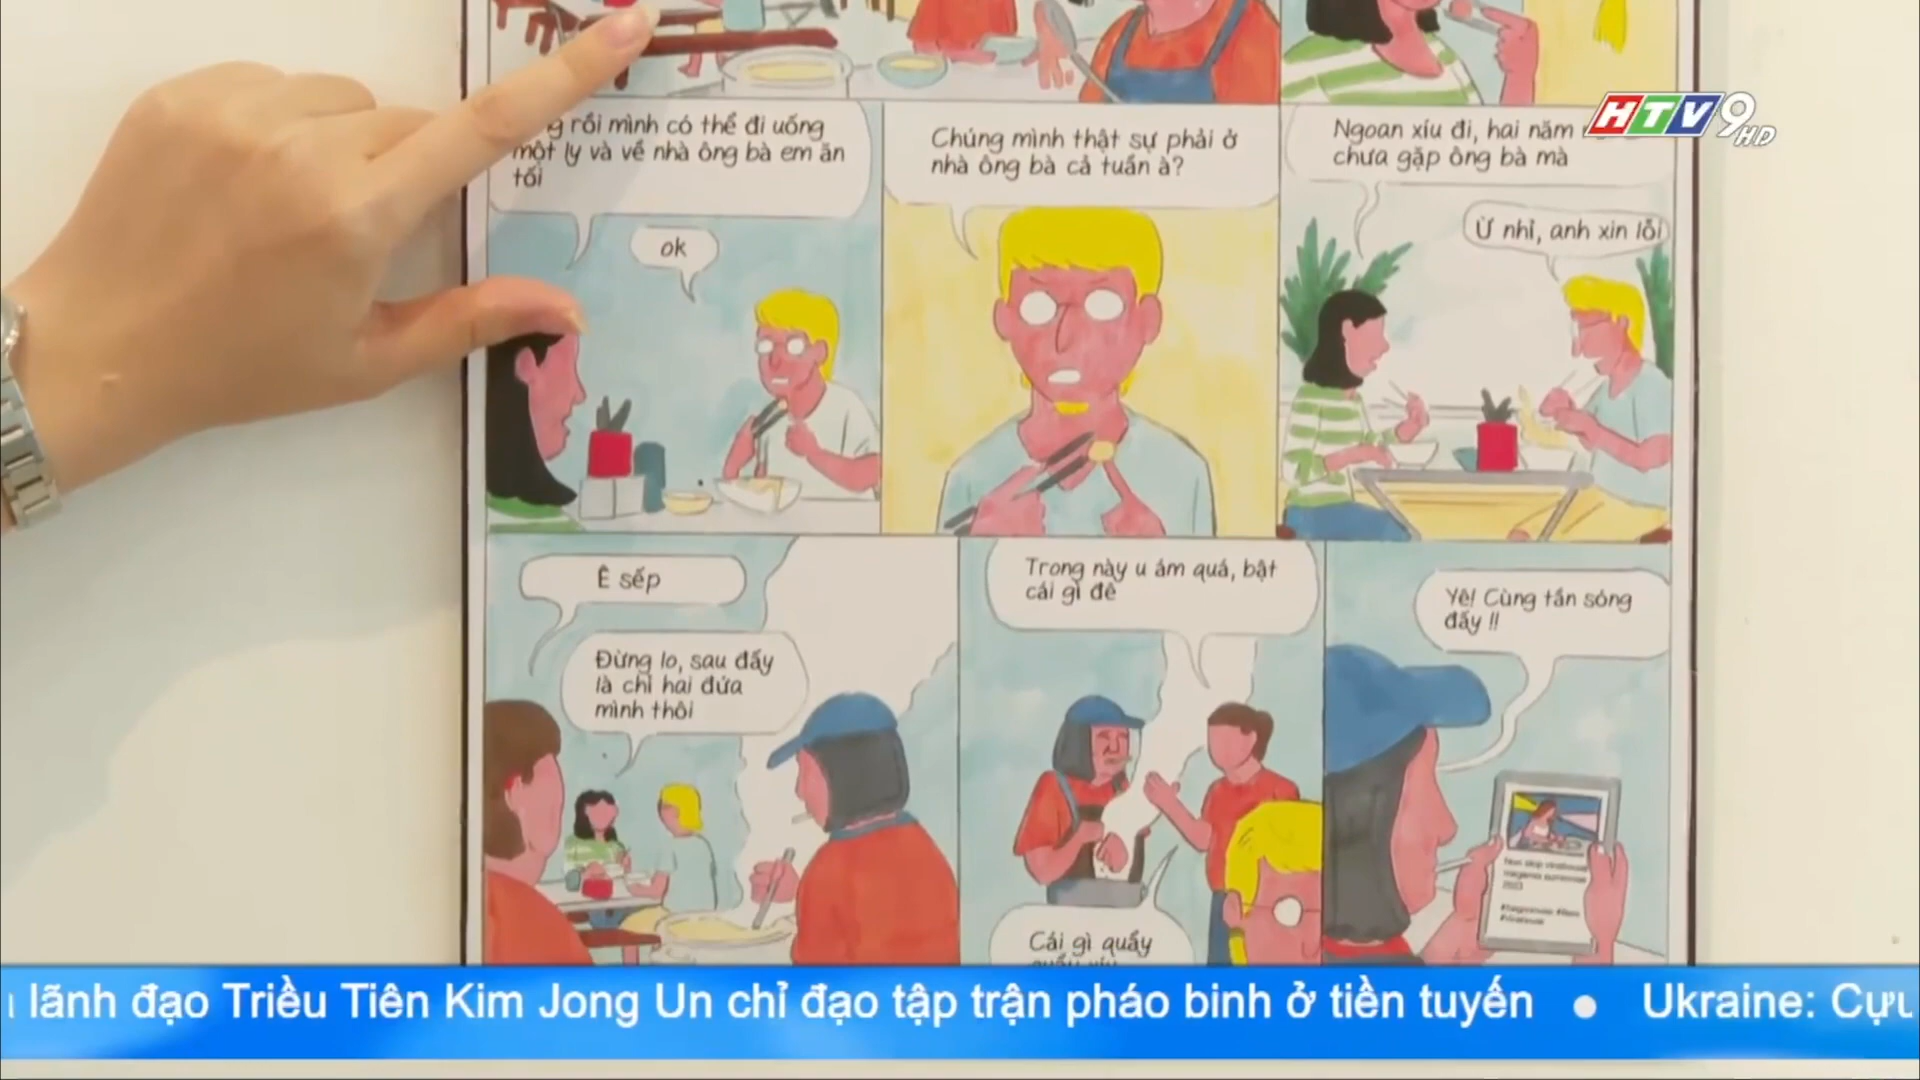 rồi mình có thể đi uống
một ly và về nhà ông bà em ăn
tối
ok
Chúng mình thật sự phải ở
nhà ông bà cả tuần à?
Ngoan xíu đi, hai năm
chưa gặp ông bà mà
Ừ nhỉ, anh xin lỗi
HTV9
HD
Ê sếp
Đừng lo, sau đấy
là chỉ hai đứa
mình thôi
Trong này u ám quá, bật
cái gì đê
Cái gì quẩy
Yê! Cùng tần sóng
đấy !!
lãnh đạo Triều Tiên Kim Jong Un chỉ đạo tập trận pháo binh ở tiền tuyến • Ukraine: Cựu